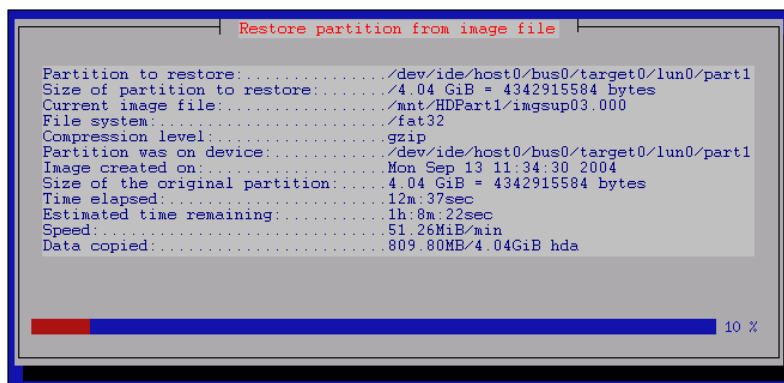 Restore partition from image file
Partition to restore:...............⁄dev/ide/host0/bus0/target0/lun0/part1
Size of partition to restore:......./4.04 GiB = 4342915584 bytes
Current image file:................./mnt/HDPart1/imgsup03.000
File system:......................../fat32
Compression level:..................gzip
Partition was on device:............/dev/ide/host0/bus0/target0/lun0/part1
Image created on:...................Mon Sep 13 11:34:30 2004
Size of the original partition:.....4.04 GiB = 4342915584 bytes
Time elapsed:.......................12m:37sec
Estimated time remaining:...........1h:8m:22sec
Speed:..............................51.26MiB/min
Data copied:........................809.80MB/4.04GiB hda
10 %